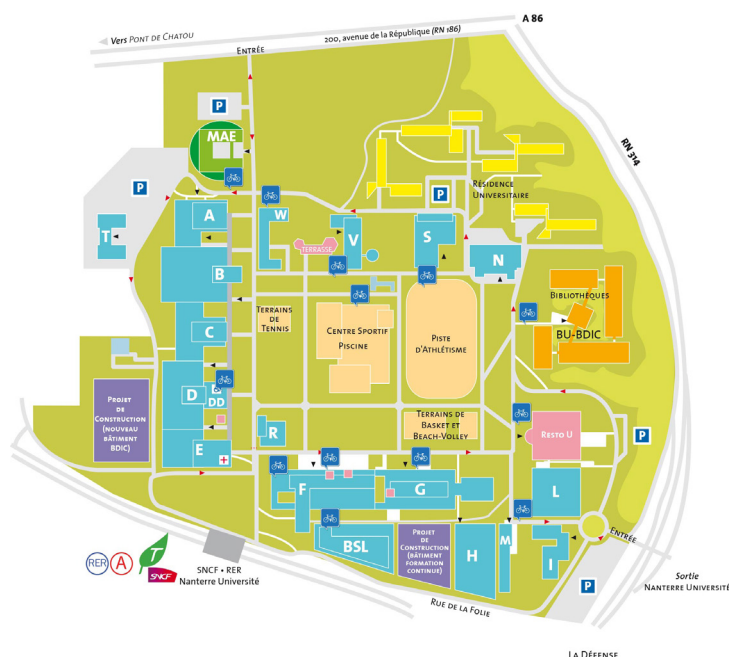 A 86
Vers PONT DE CHATOU
200, avenue de la République (RN 186)
ENTRÉE
RN 314
P
MAE
P
RÉSIDENCE
UNIVERSITAIRE
P
A
W
T
TERRASSE
V
S
N
B
BIBLIOTHÈQUES
BU-BDIC
TERRAINS
DE
TENNIS
CENTRE SPORTIF
PISCINE
PISTE
D'ATHLÉTISME
C
D
DD
PROJET
DE
CONSTRUCTION
(NOUVEAU
BÂTIMENT
BDIC)
TERRAINS DE
BASKET ET
BEACH-VOLLEY
R
RESTO U
P
E
F
G
L
BSL
PROJET
DE
CONSTRUCTION
(BÂTIMENT
FORMATION
CONTINUE)
H
M
I
ENTRÉE
RER
A
T
SNCF
SNCF • RER
Nanterre Université
Sortie
NANTERRE UNIVERSITÉ
P
RUE DE LA FOLIE
LA DÉFENSE